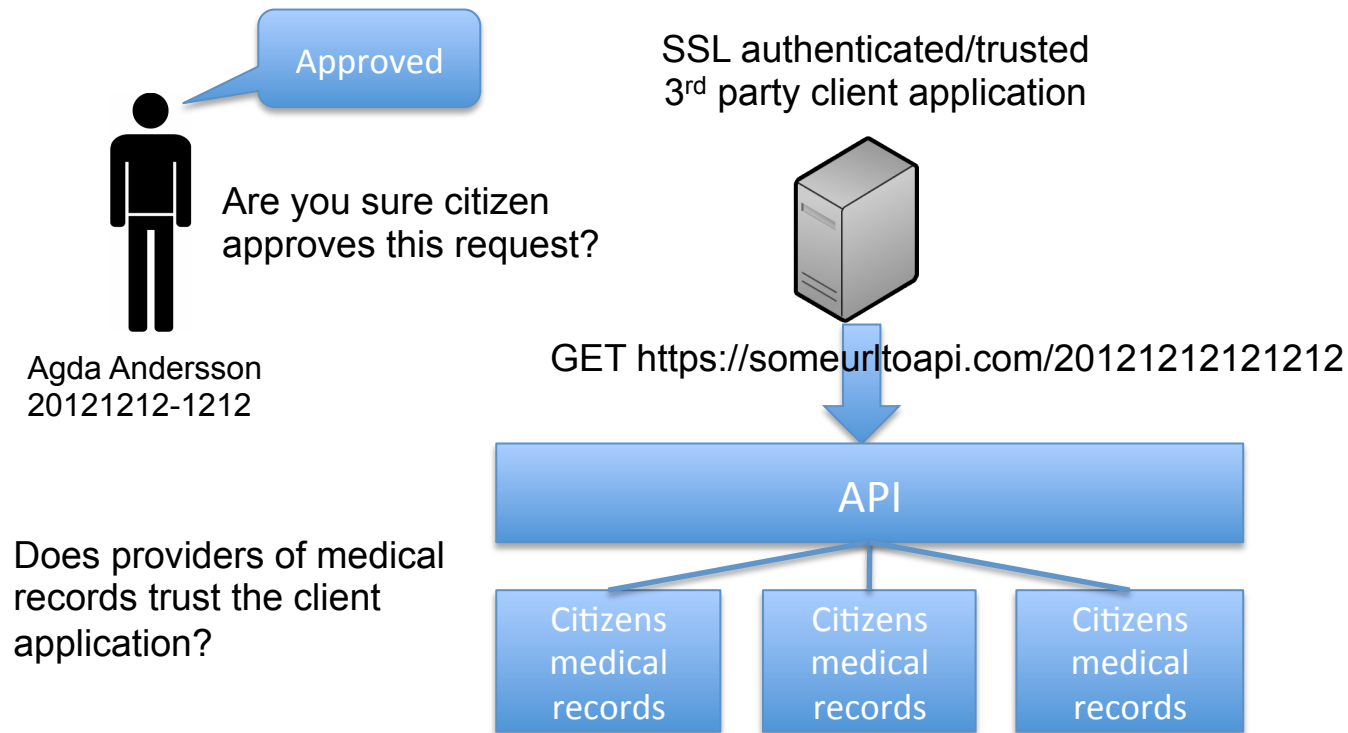 Approved
SSL authenticated/trusted
3rd party client application
Are you sure citizen
approves this request?
Agda Andersson
20121212-1212
GET https://someurltoapi.com/20121212121212
API
Does providers of medical
records trust the client
application?
Citizens
medical
records
Citizens
medical
records
Citizens
medical
records